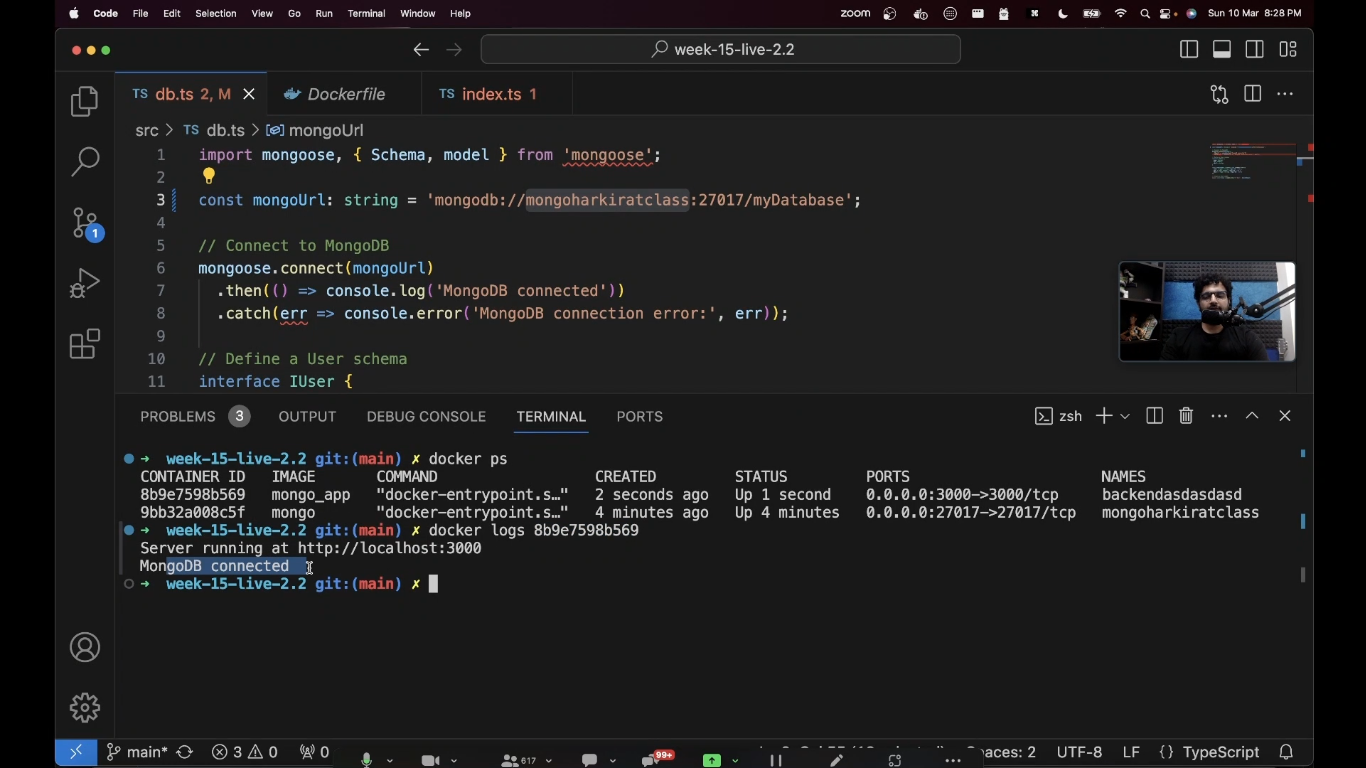 Code File Edit Selection View Go Run Terminal Window Help zoom Sun 10 Mar 8:28 PM
week-15-live-2.2
TS db.ts 2, M Dockerfile TS index.ts 1
src > TS db.ts > mongoUrl
1 import mongoose, { Schema, model } from 'mongoose';
2
3 const mongoUrl: string = 'mongodb://mongoharkiratclass:27017/myDatabase';
4
5 // Connect to MongoDB
6 mongoose.connect(mongoUrl)
7 .then(() => console.log('MongoDB connected'))
8 .catch(err => console.error('MongoDB connection error:', err));
9
10 // Define a User schema
11 interface IUser {
1
PROBLEMS 3 OUTPUT DEBUG CONSOLE TERMINAL PORTS zsh
➜ week-15-live-2.2 git:(main) ✗ docker ps
CONTAINER ID IMAGE COMMAND CREATED STATUS PORTS NAMES
8b9e7598b569 mongo_app "docker-entrypoint.s…" 2 seconds ago Up 1 second 0.0.0.0:3000->3000/tcp backendasdasdasd
9bb32a008c5f mongo "docker-entrypoint.s…" 4 minutes ago Up 4 minutes 0.0.0.0:27017->27017/tcp mongoharkiratclass
➜ week-15-live-2.2 git:(main) ✗ docker logs 8b9e7598b569
Server running at http://localhost:3000
MongoDB connected
➜ week-15-live-2.2 git:(main) ✗
main* 3 0 0 617 99+ Spaces: 2 UTF-8 LF {} TypeScript